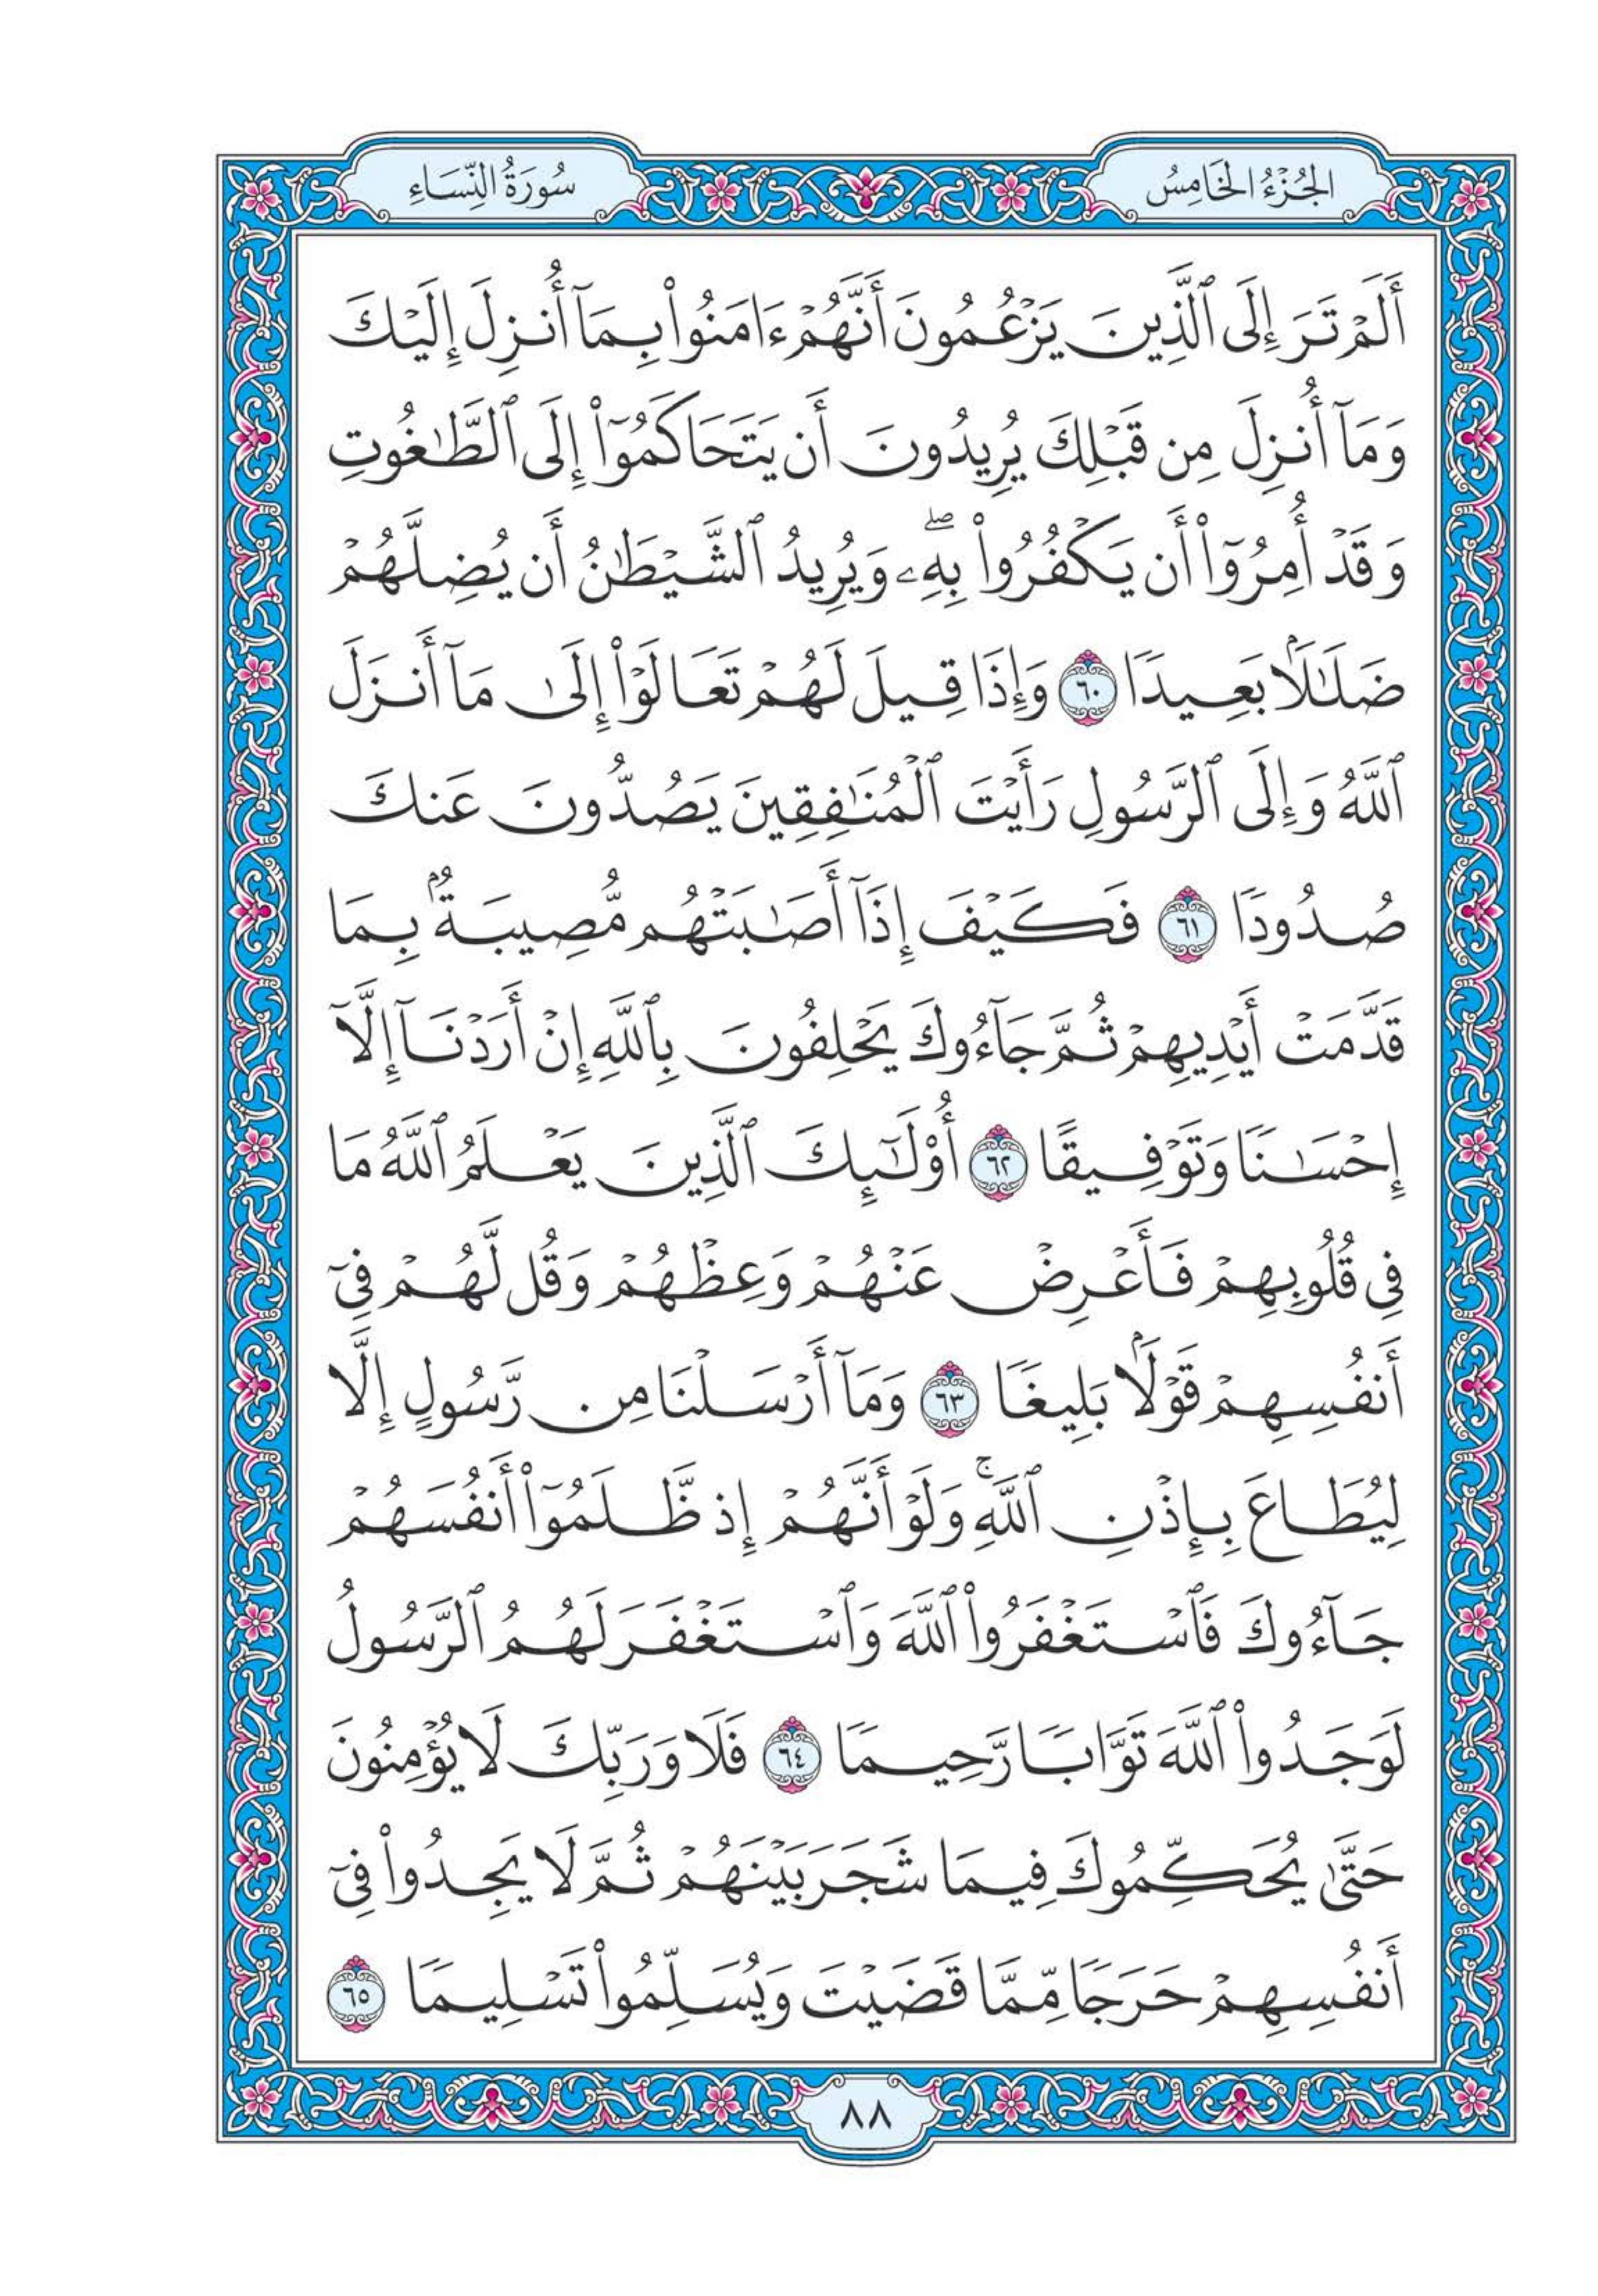 الجُزْءُ الخَامِسُ
سُورَةُ النِّسَاءِ
أَلَمْ تَرَ إِلَى ٱلَّذِينَ يَزْعُمُونَ أَنَّهُمْ ءَامَنُوا۟ بِمَآ أُنزِلَ إِلَيْكَ
وَمَآ أُنزِلَ مِن قَبْلِكَ يُرِيدُونَ أَن يَتَحَاكَمُوٓا۟ إِلَى ٱلطَّٰغُوتِ
وَقَدْ أُمِرُوٓا۟ أَن يَكْفُرُوا۟ بِهِۦۖ وَيُرِيدُ ٱلشَّيْطَٰنُ أَن يُضِلَّهُمْ
ضَلَٰلًۢا بَعِيدًا ٦٠ وَإِذَا قِيلَ لَهُمْ تَعَالَوْا۟ إِلَىٰ مَآ أَنزَلَ
ٱللَّهُ وَإِلَى ٱلرَّسُولِ رَأَيْتَ ٱلْمُنَٰفِقِينَ يَصُدُّونَ عَنكَ
صُدُودًا ٦١ فَكَيْفَ إِذَآ أَصَٰبَتْهُم مُّصِيبَةٌۢ بِمَا
قَدَّمَتْ أَيْدِيهِمْ ثُمَّ جَآءُوكَ يَحْلِفُونَ بِٱللَّهِ إِنْ أَرَدْنَآ إِلَّآ
إِحْسَٰنًا وَتَوْفِيقًا ٦٢ أُو۟لَٰٓئِكَ ٱلَّذِينَ يَعْلَمُ ٱللَّهُ مَا
فِى قُلُوبِهِمْ فَأَعْرِضْ عَنْهُمْ وَعِظْهُمْ وَقُل لَّهُمْ فِىٓ
أَنفُسِهِمْ قَوْلًۢا بَلِيغًا ٦٣ وَمَآ أَرْسَلْنَا مِن رَّسُولٍ إِلَّا
لِيُطَاعَ بِإِذْنِ ٱللَّهِۚ وَلَوْ أَنَّهُمْ إِذ ظَّلَمُوٓا۟ أَنفُسَهُمْ
جَآءُوكَ فَٱسْتَغْفَرُوا۟ ٱللَّهَ وَٱسْتَغْفَرَ لَهُمُ ٱلرَّسُولُ
لَوَجَدُوا۟ ٱللَّهَ تَوَّابًا رَّحِيمًا ٦٤ فَلَا وَرَبِّكَ لَا يُؤْمِنُونَ
حَتَّىٰ يُحَكِّمُوكَ فِيمَا شَجَرَ بَيْنَهُمْ ثُمَّ لَا يَجِدُوا۟ فِىٓ
أَنفُسِهِمْ حَرَجًا مِّمَّا قَضَيْتَ وَيُسَلِّمُوا۟ تَسْلِيمًا ٦٥
٨٨